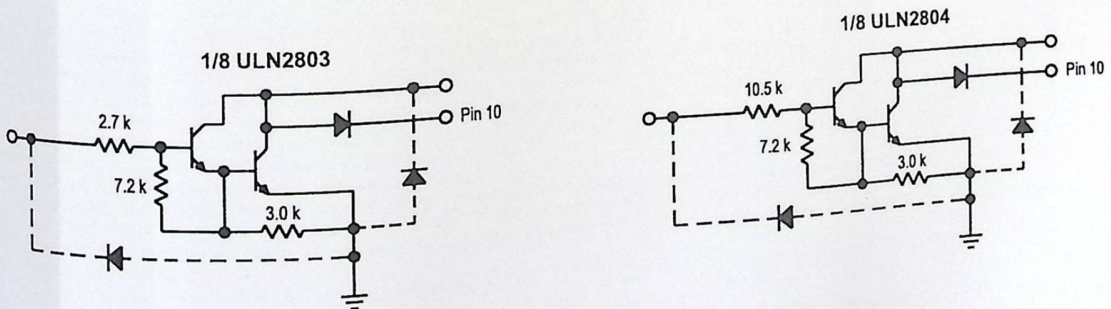 1/8 ULN2803
2.7 k
7.2 k
3.0 k
Pin 10
1/8 ULN2804
10.5 k
7.2 k
3.0 k
Pin 10